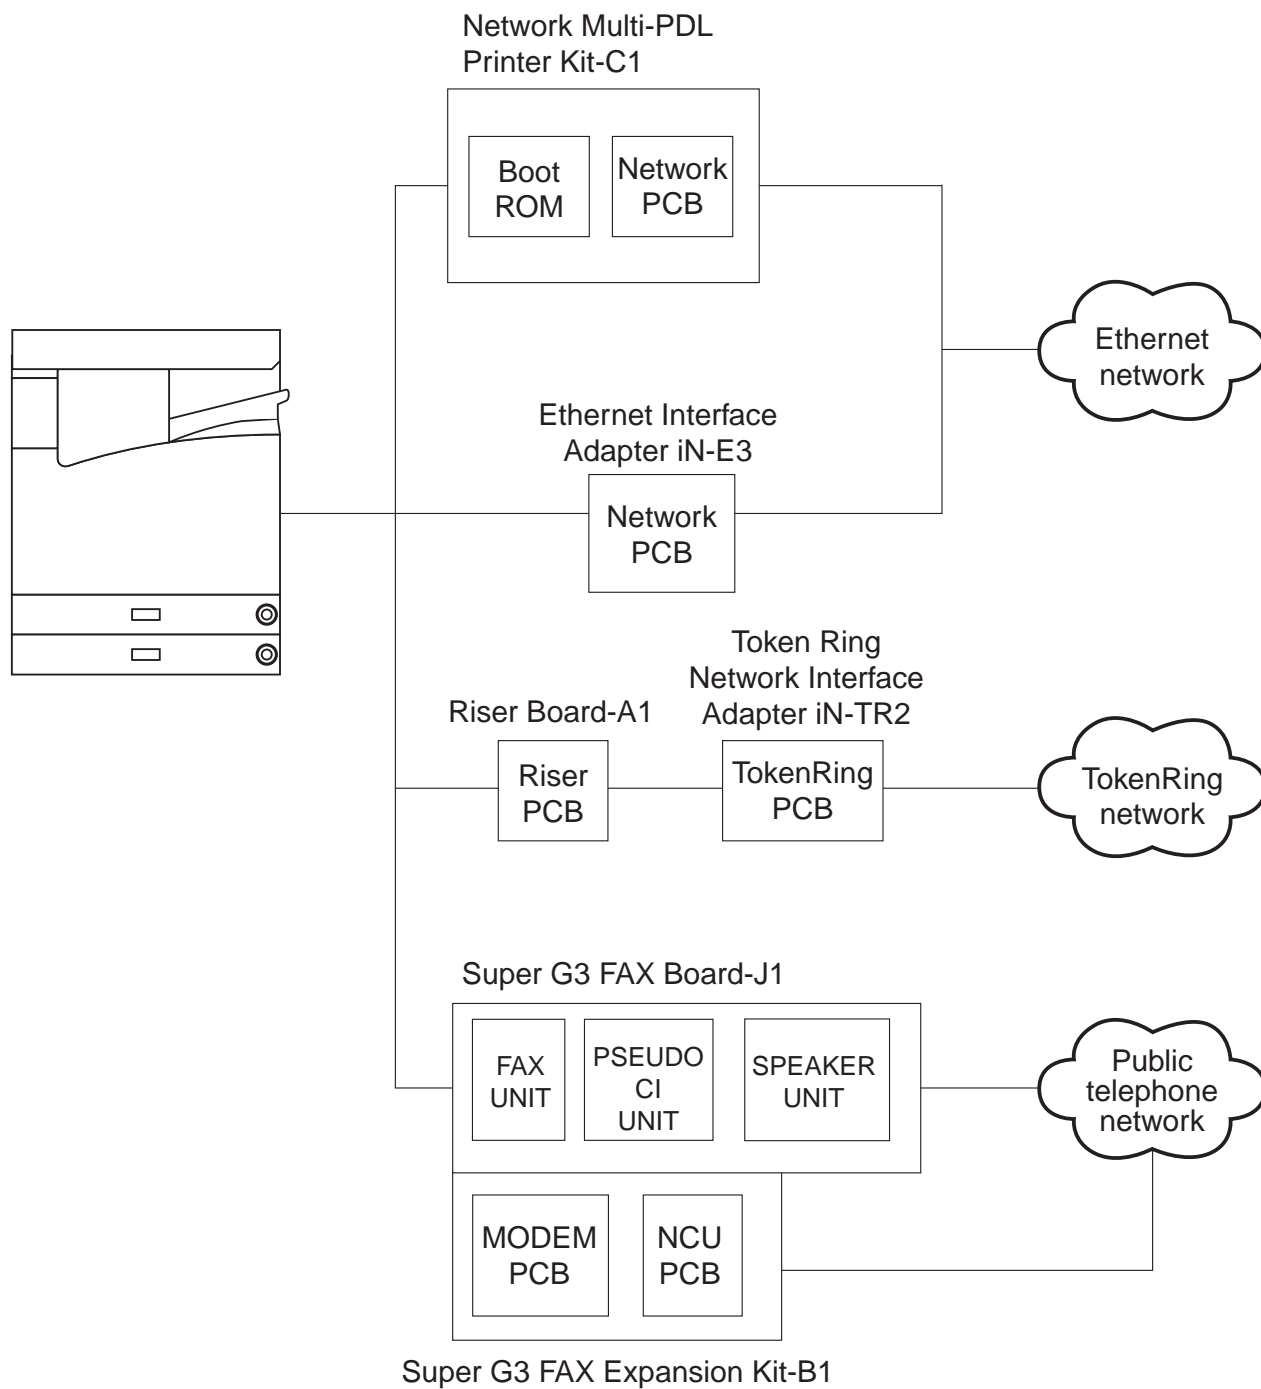 Network Multi-PDL
Printer Kit-C1
Boot
ROM
Network
PCB
Ethernet
network
Ethernet Interface
Adapter iN-E3
Network
PCB
Token Ring
Network Interface
Adapter iN-TR2
Riser Board-A1
Riser
PCB
TokenRing
PCB
TokenRing
network
Super G3 FAX Board-J1
FAX
UNIT
PSEUDO
CI
UNIT
SPEAKER
UNIT
Public
telephone
network
MODEM
PCB
NCU
PCB
Super G3 FAX Expansion Kit-B1